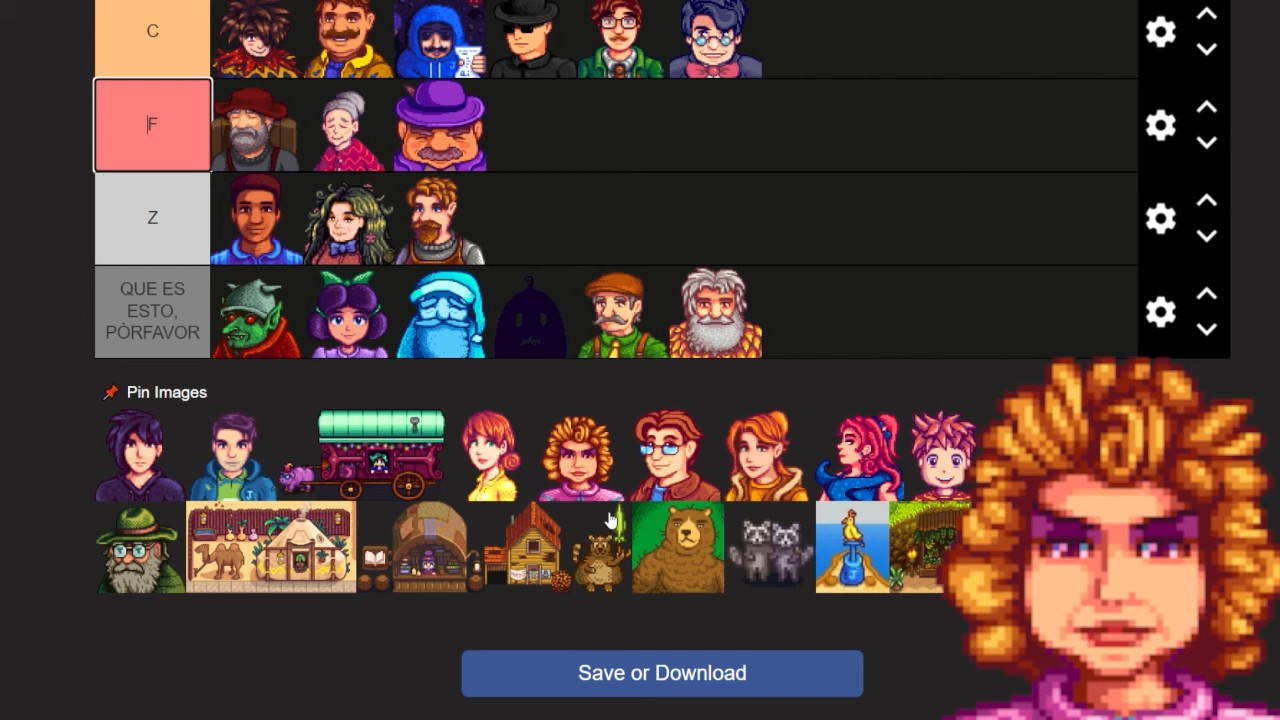 C
F
Z
QUE ES
ESTO,
PÒRFAVOR
Pin Images
Save or Download